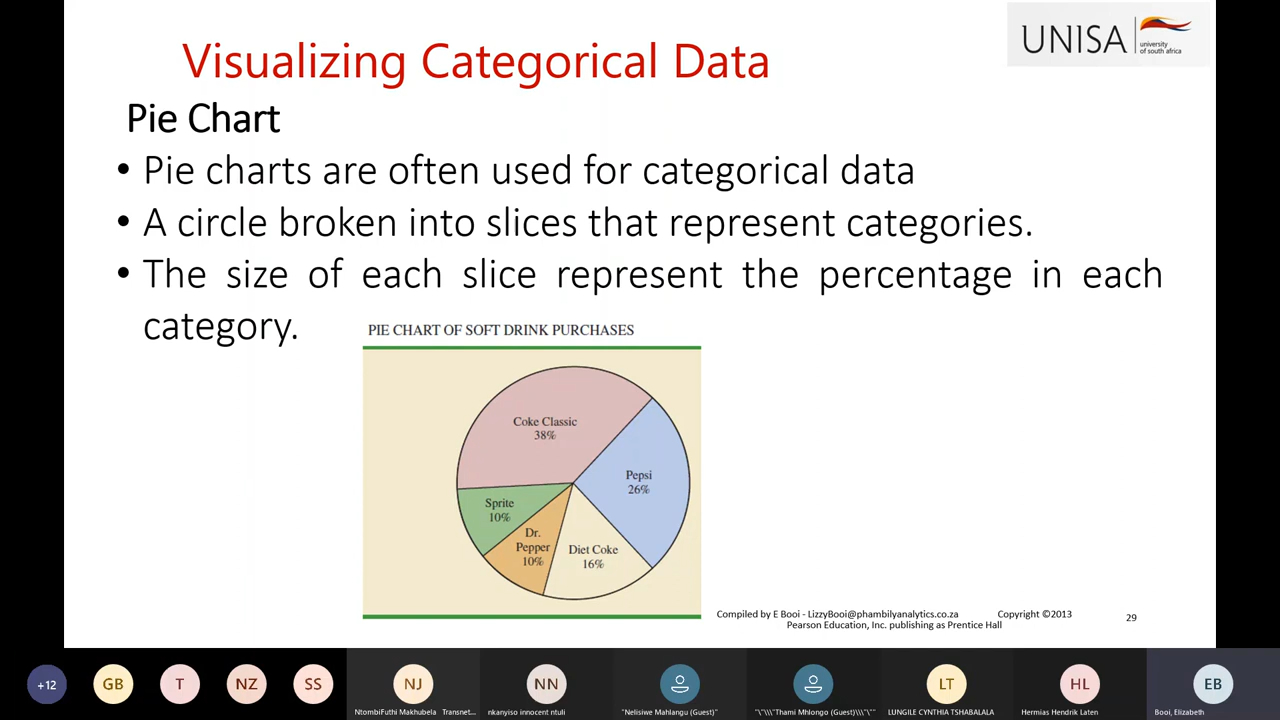 UNISA
university
of south africa
Visualizing Categorical Data
Pie Chart
• Pie charts are often used for categorical data
• A circle broken into slices that represent categories.
• The size of each slice represent the percentage in each
category.
PIE CHART OF SOFT DRINK PURCHASES
Coke Classic
38%
Pepsi
26%
Sprite
10%
Dr.
Pepper
10%
Diet Coke
16%
Compiled by E Booi - LizzyBooi@phambilyanalytics.co.za Copyright ©2013
Pearson Education, Inc. publishing as Prentice Hall
29
+12
GB
T
NZ
SS
NJ
NN
LT
HL
EB
NtombiFuthi Makhubela Transnet...
nkanyiso innocent ntuli
"Nelisiwe Mahlangu (Guest)"
"\"\\\"Thami Mhlongo (Guest)\\\"\""
LUNGILE CYNTHIA TSHABALALA
Hermias Hendrik Laten
Booi, Elizabeth